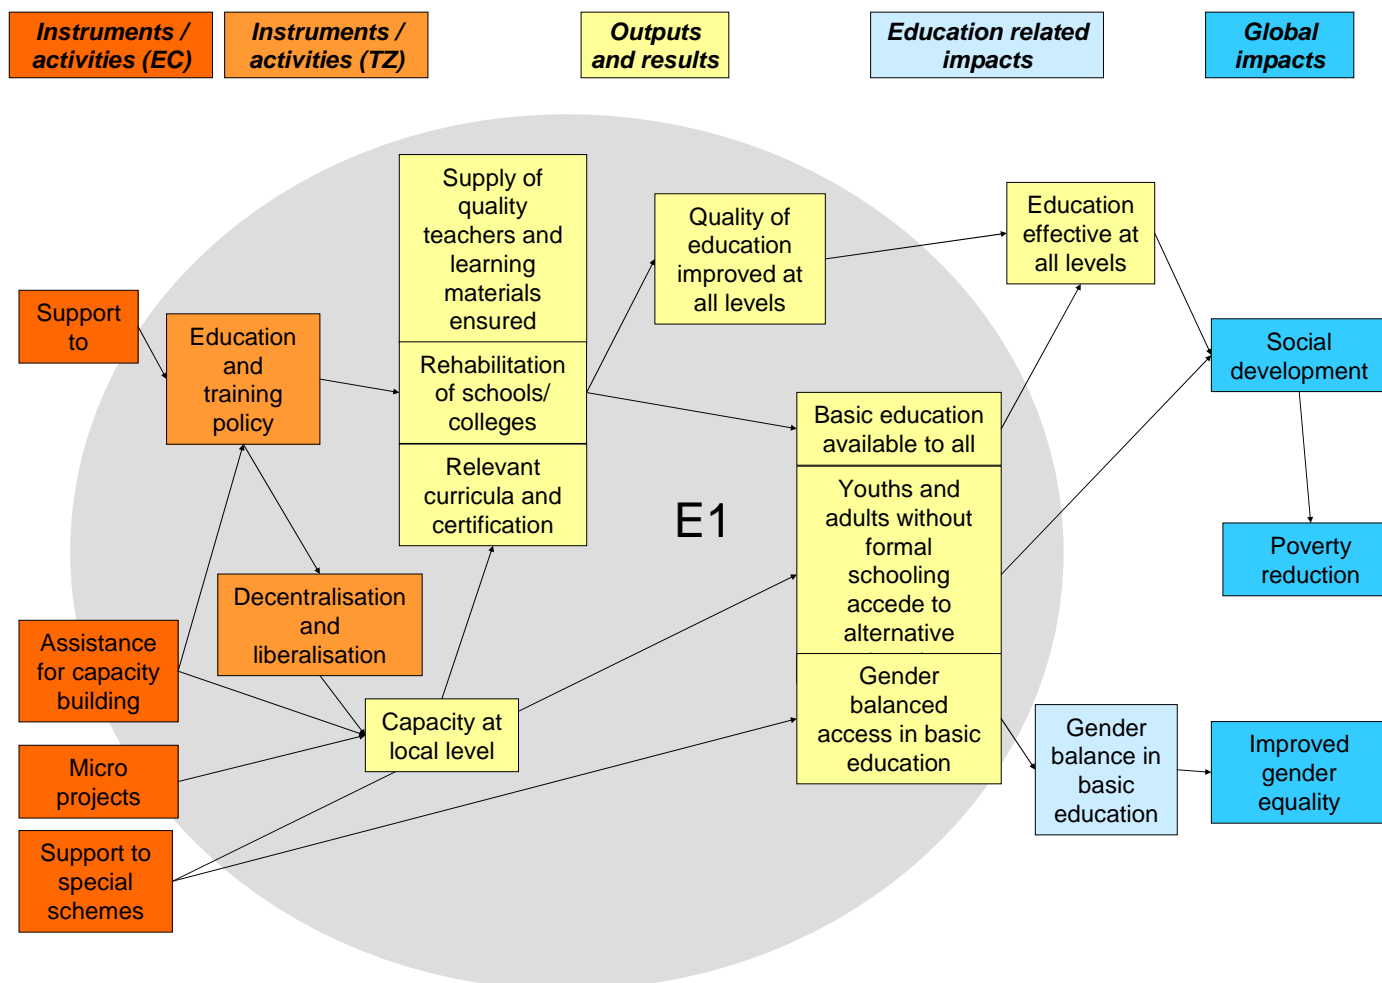 Instruments /
activities (EC)
Instruments /
activities (TZ)
Outputs
and results
Education related
impacts
Global
impacts
Supply of
quality
teachers and
learning
materials
ensured
Quality of
education
improved at
all levels
Education
effective at
all levels
Support
to
Education
and
training
policy
Rehabilitation
of schools/
colleges
Social
development
Basic education
available to all
Relevant
curricula and
certification
E1
Youths and
adults without
formal
schooling
accede to
alternative
Poverty
reduction
Decentralisation
and
liberalisation
Assistance
for capacity
building
Capacity at
local level
Gender
balanced
access in basic
education
Gender
balance in
basic
education
Improved
gender
equality
Micro
projects
Support to
special
schemes